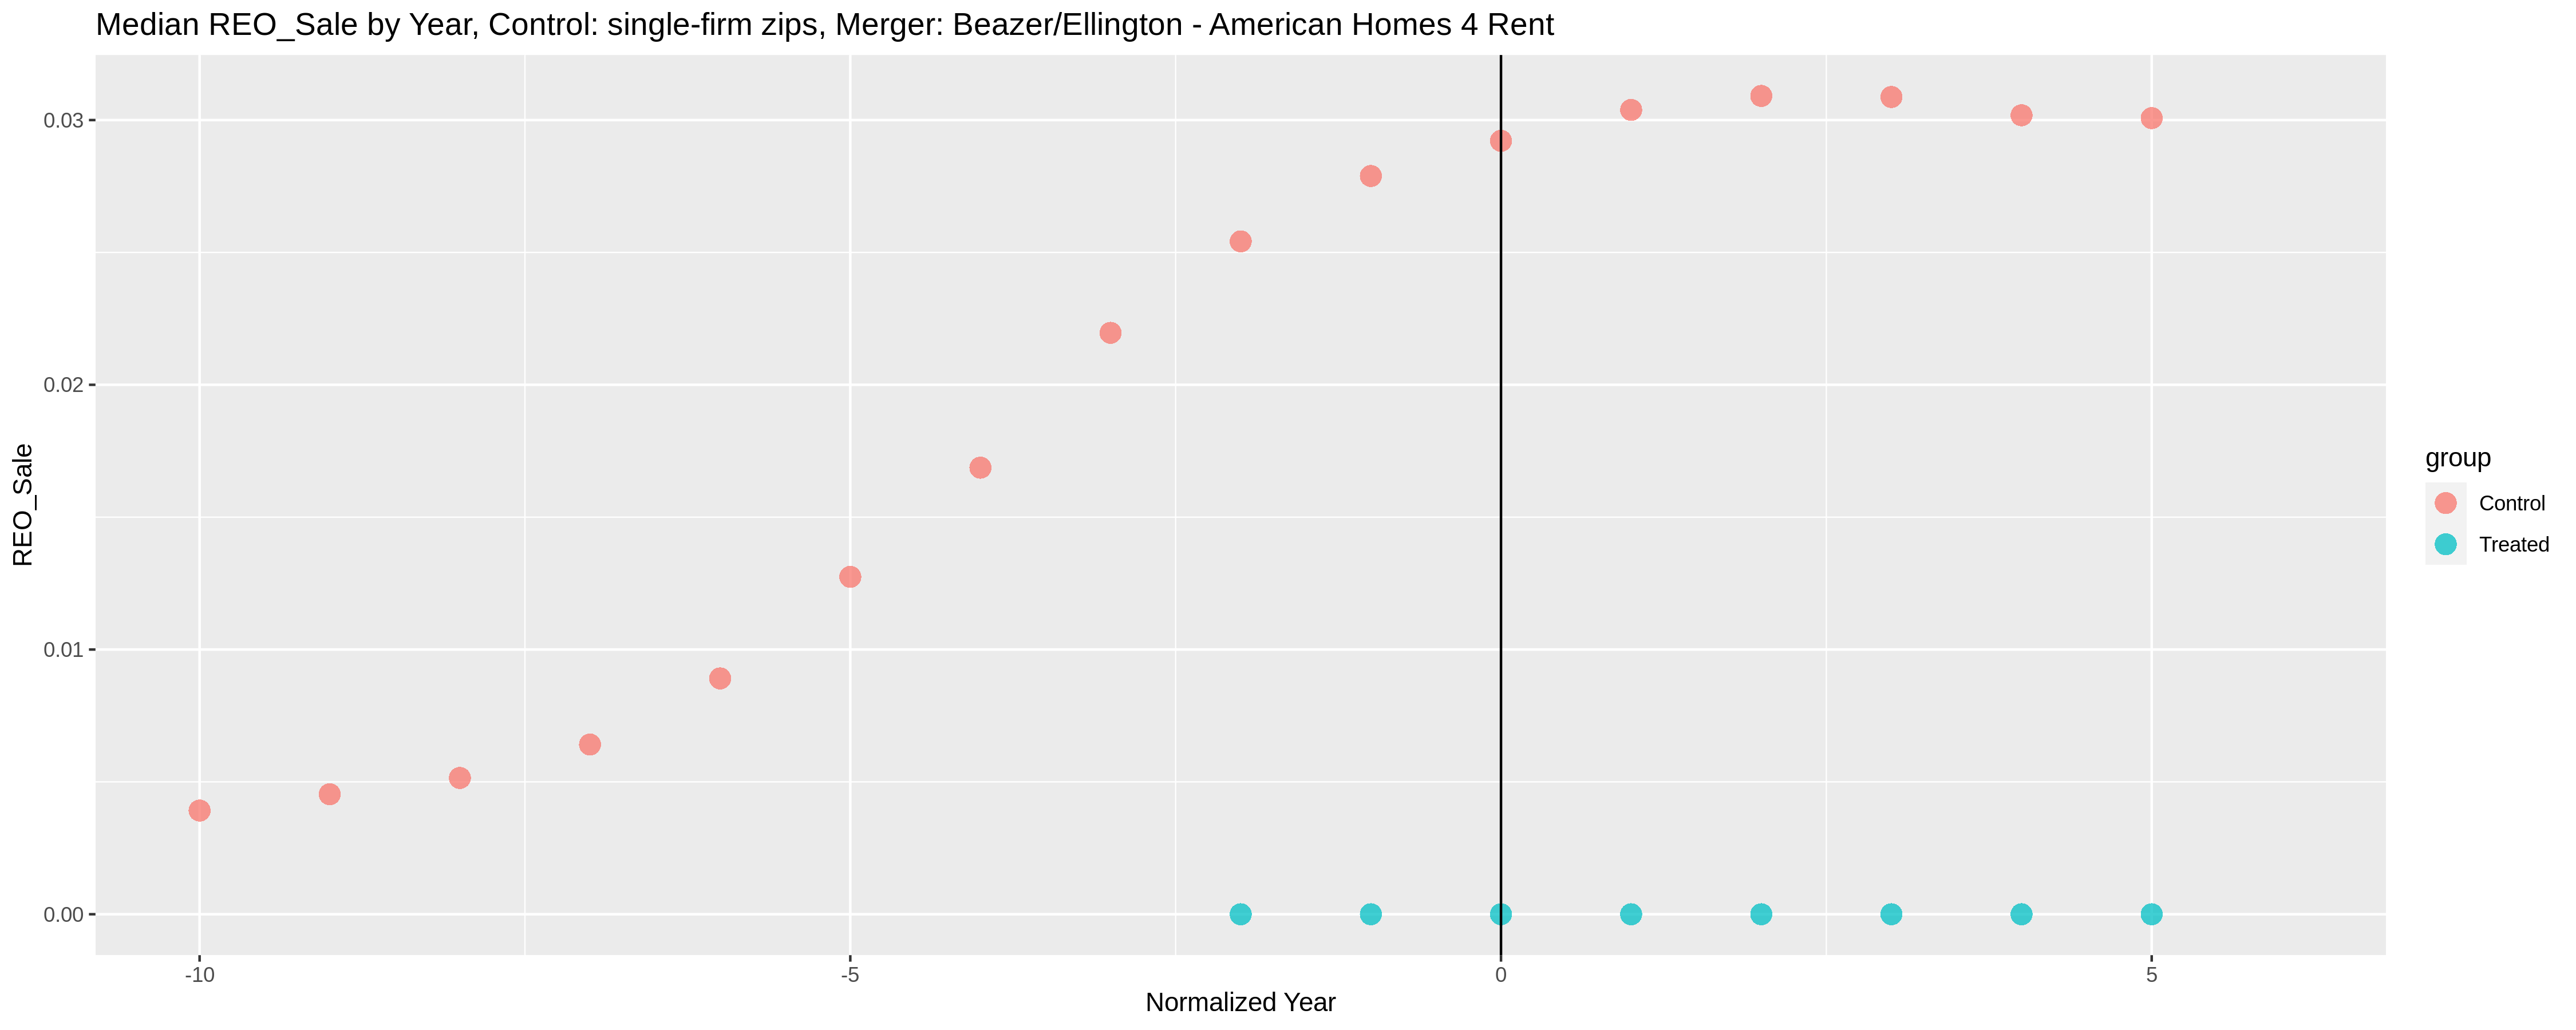 Median REO_Sale by Year, Control: single-firm zips, Merger: Beazer/Ellington - American Homes 4 Rent
0.03
0.02
0.01
0.00
REO_Sale
-10
-5
0
5
Normalized Year
group
Control
Treated